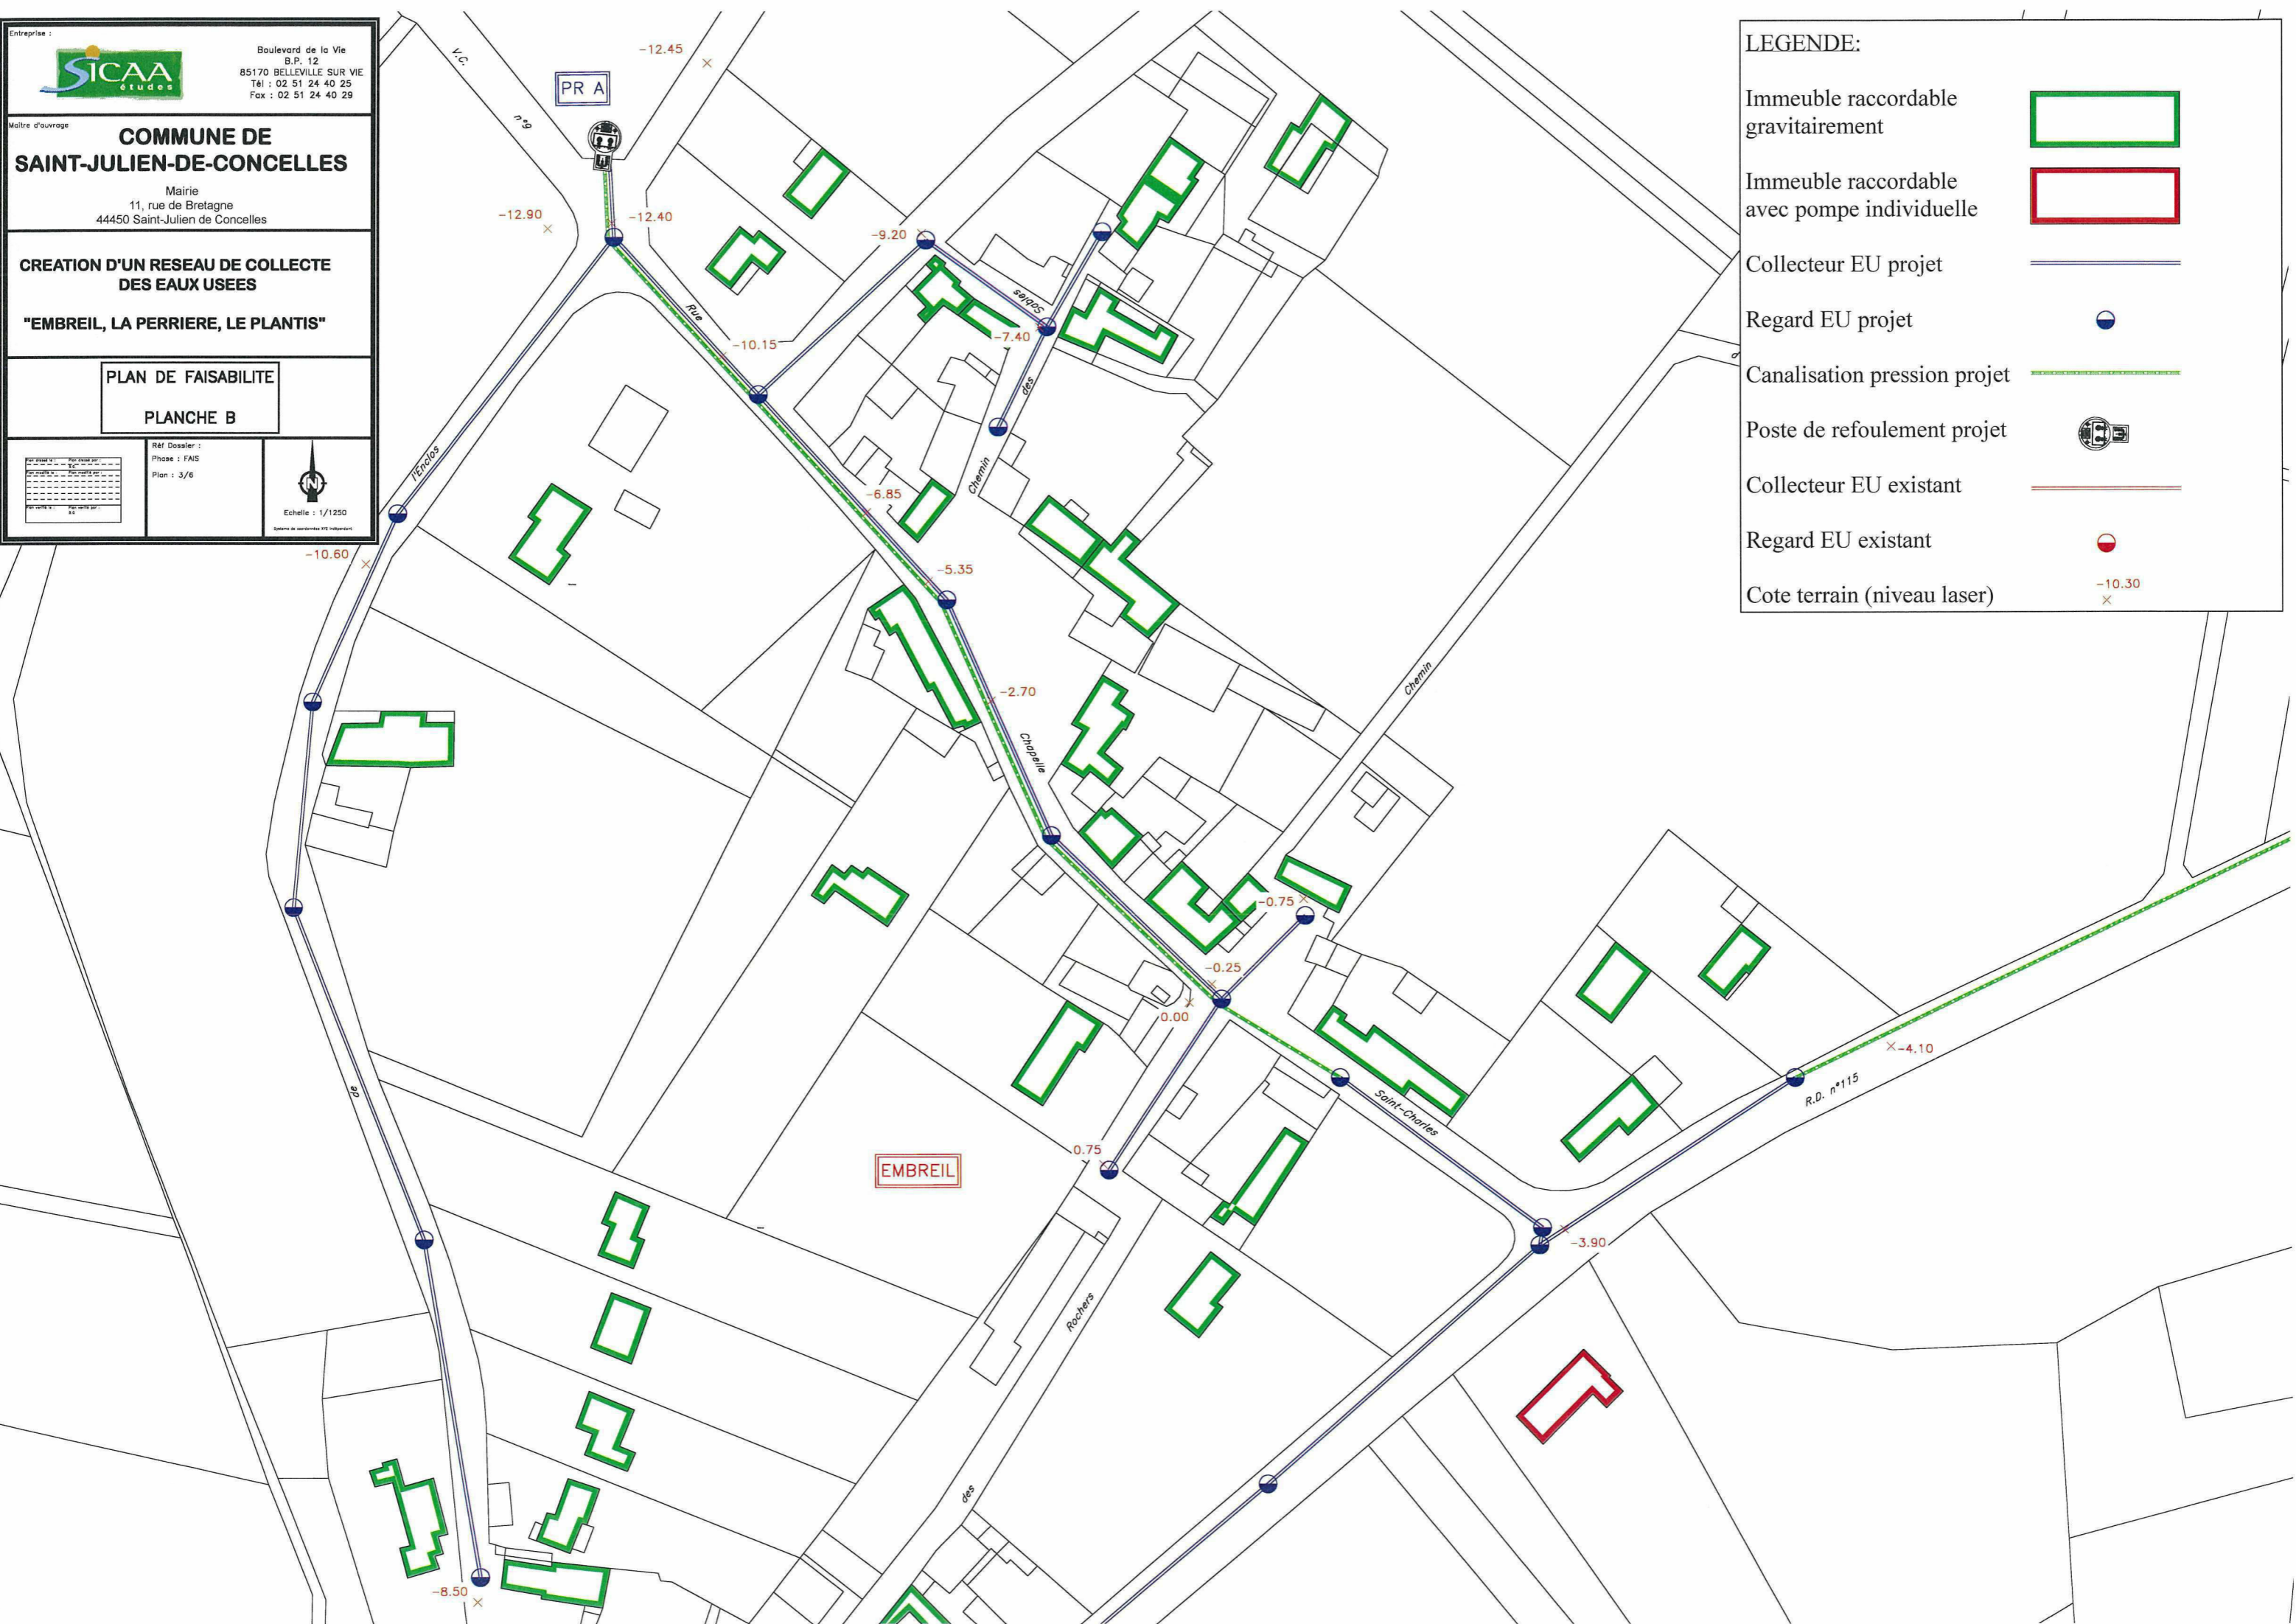 Entreprise :
SICAA
études
Boulevard de la Vie
B.P. 12
85170 BELLEVILLE SUR VIE
Tél : 02 51 24 40 25
Fax : 02 51 24 40 29
Maître d'ouvrage
COMMUNE DE
SAINT-JULIEN-DE-CONCELLES
Mairie
11, rue de Bretagne
44450 Saint-Julien de Concelles
CREATION D'UN RESEAU DE COLLECTE
DES EAUX USEES
"EMBREIL, LA PERRIERE, LE PLANTIS"
PLAN DE FAISABILITE
PLANCHE B
Réf Dossier :
Phase : FAIS
Plan : 3/6
N
Echelle : 1/1250
LEGENDE:
Immeuble raccordable
gravitairement
Immeuble raccordable
avec pompe individuelle
Collecteur EU projet
Regard EU projet
Canalisation pression projet
Poste de refoulement projet
Collecteur EU existant
Regard EU existant
Cote terrain (niveau laser)
-10.30
V.C.
n°9
PR A
-12.45
-12.90
-12.40
-9.20
Sables
-7.40
Rue
-10.15
des
l'Enclos
Chemin
-6.85
-10.60
-5.35
-2.70
Chapelle
Chemin
-0.75
-0.25
0.00
-4.10
R.D. n°115
de
Saint-Charles
0.75
EMBREIL
-3.90
Rochers
des
-8.50